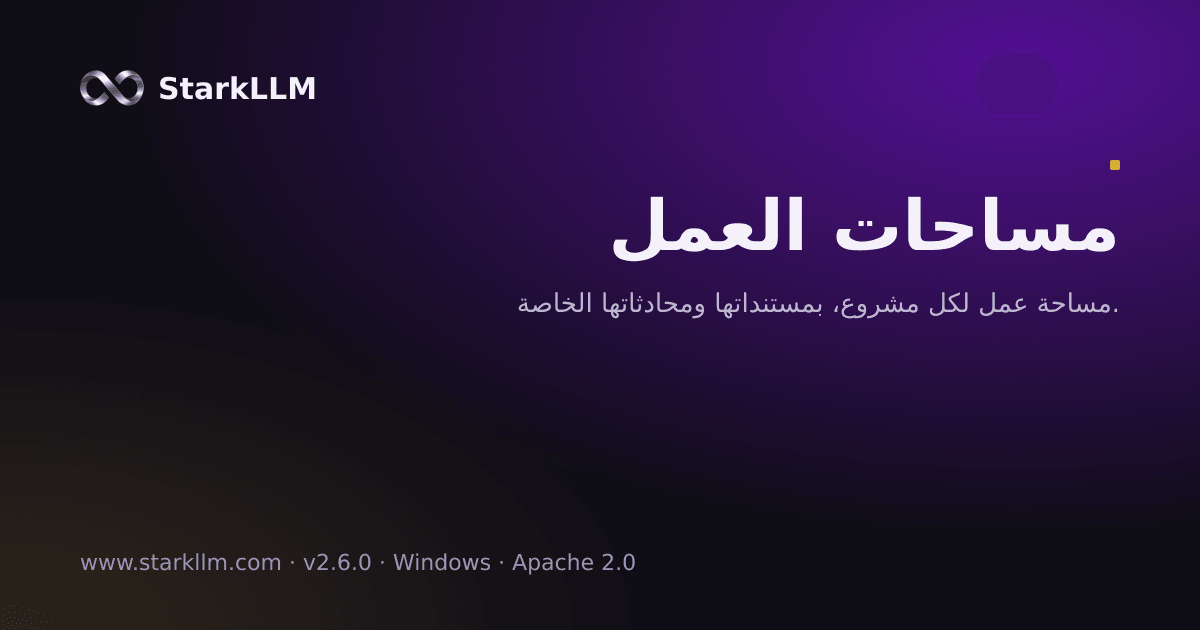 StarkLLM
مساحات العمل
.مساحة عمل لكل مشروع، بمستنداتها ومحادثاتها الخاصة
www.starkllm.com · v2.6.0 · Windows · Apache 2.0